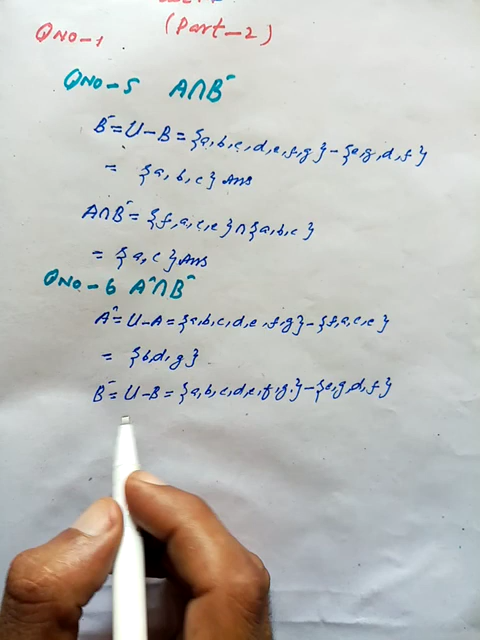 QNO-1
(Part-2)
QNO-5 A∩B'
B' = U-B = {a,b,c,d,e,f,g} - {e,g,d,f}
= {a,b,c} Ans
A∩B' = {f,a,c,e} ∩ {a,b,c}
= {a,c} Ans
QNO-6 A'∩B'
A' = U-A = {a,b,c,d,e,f,g} - {f,a,c,e}
= {b,d,g}
B' = U-B = {a,b,c,d,e,f,g} - {e,g,d,f}